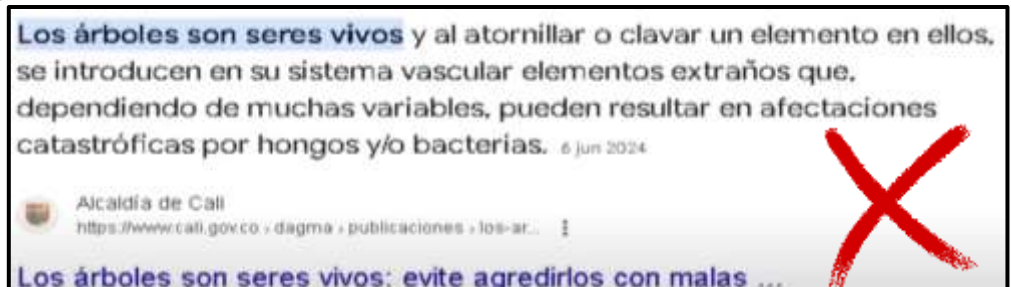 Los árboles son seres vivos y al atornillar o clavar un elemento en ellos,
se introducen en su sistema vascular elementos extraños que,
dependiendo de muchas variables, pueden resultar en afectaciones
catastróficas por hongos y/o bacterias. 6 jun 2024
Alcaldía de Cali
https://www.cali.gov.co › dagma › publicaciones › los-ar...
Los árboles son seres vivos: evite agredirlos con malas ...